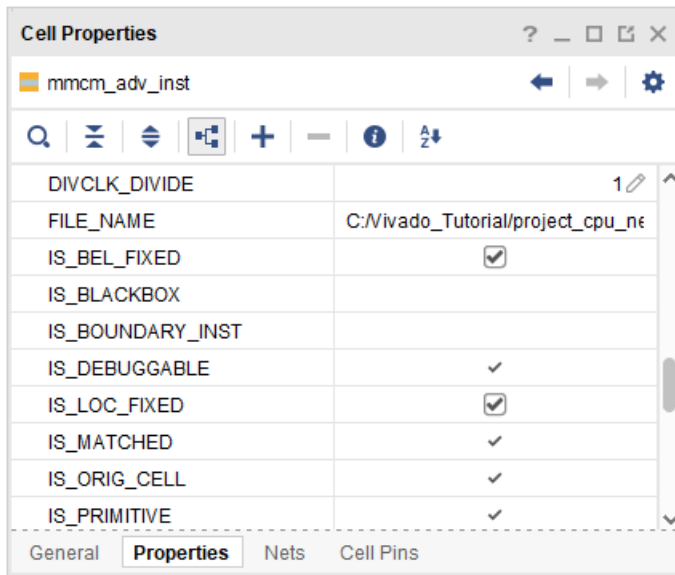 Cell Properties
mmcm_adv_inst
DIVCLK_DIVIDE 1
FILE_NAME C:/Vivado_Tutorial/project_cpu_ne
IS_BEL_FIXED
IS_BLACKBOX
IS_BOUNDARY_INST
IS_DEBUGGABLE
IS_LOC_FIXED
IS_MATCHED
IS_ORIG_CELL
IS_PRIMITIVE
General Properties Nets Cell Pins